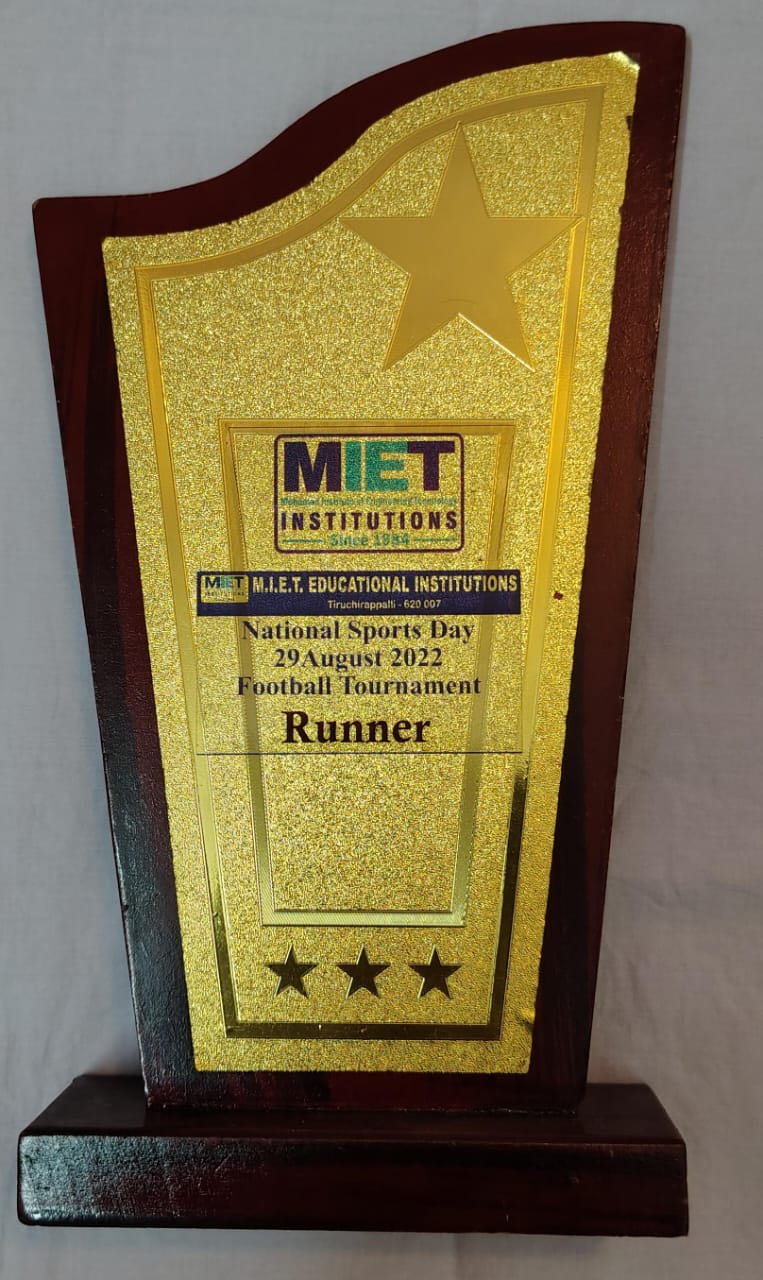 MIET
Mohamed Institute of Engineering Technology
INSTITUTIONS
Since 1984
MIET
INSTITUTIONS
M.I.E.T. EDUCATIONAL INSTITUTIONS
Tiruchirappalli - 620 007
National Sports Day
29August 2022
Football Tournament
Runner